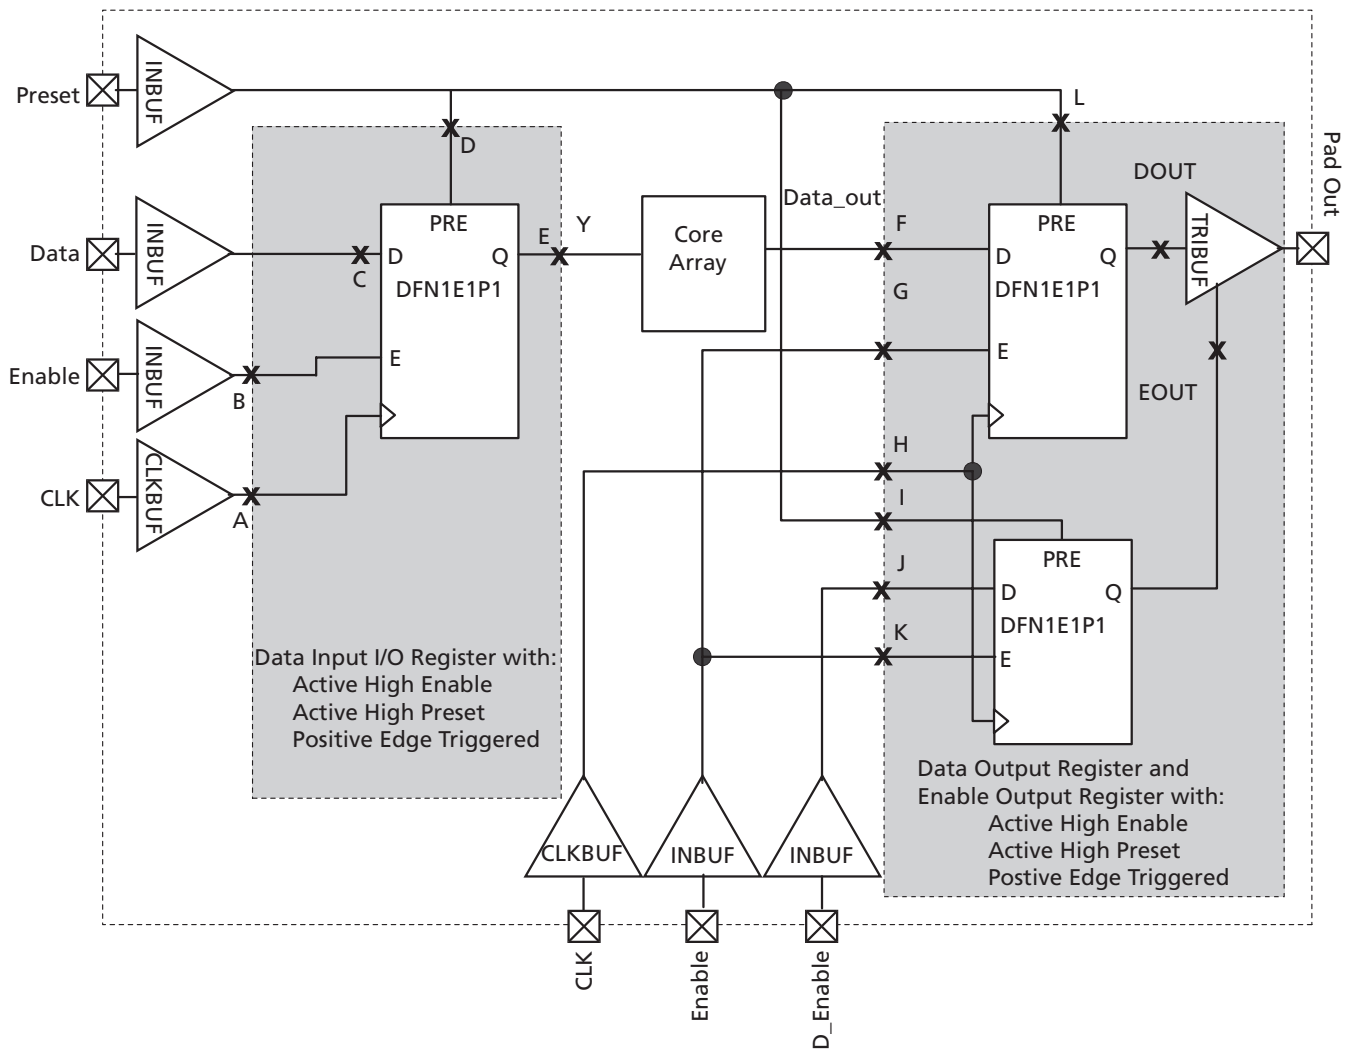 Preset
INBUF
D
L
Data
INBUF
C
PRE
D
Q
DFN1E1P1
E
E
Y
Core
Array
Data_out
F
G
PRE
D
Q
DFN1E1P1
E
DOUT
TRIBUF
Pad Out
EOUT
Enable
INBUF
B
CLK
CLKBUF
A
H
I
J
K
PRE
D
Q
DFN1E1P1
E
Data Input I/O Register with:
Active High Enable
Active High Preset
Positive Edge Triggered
Data Output Register and
Enable Output Register with:
Active High Enable
Active High Preset
Postive Edge Triggered
CLKBUF
INBUF
INBUF
CLK
Enable
D_Enable